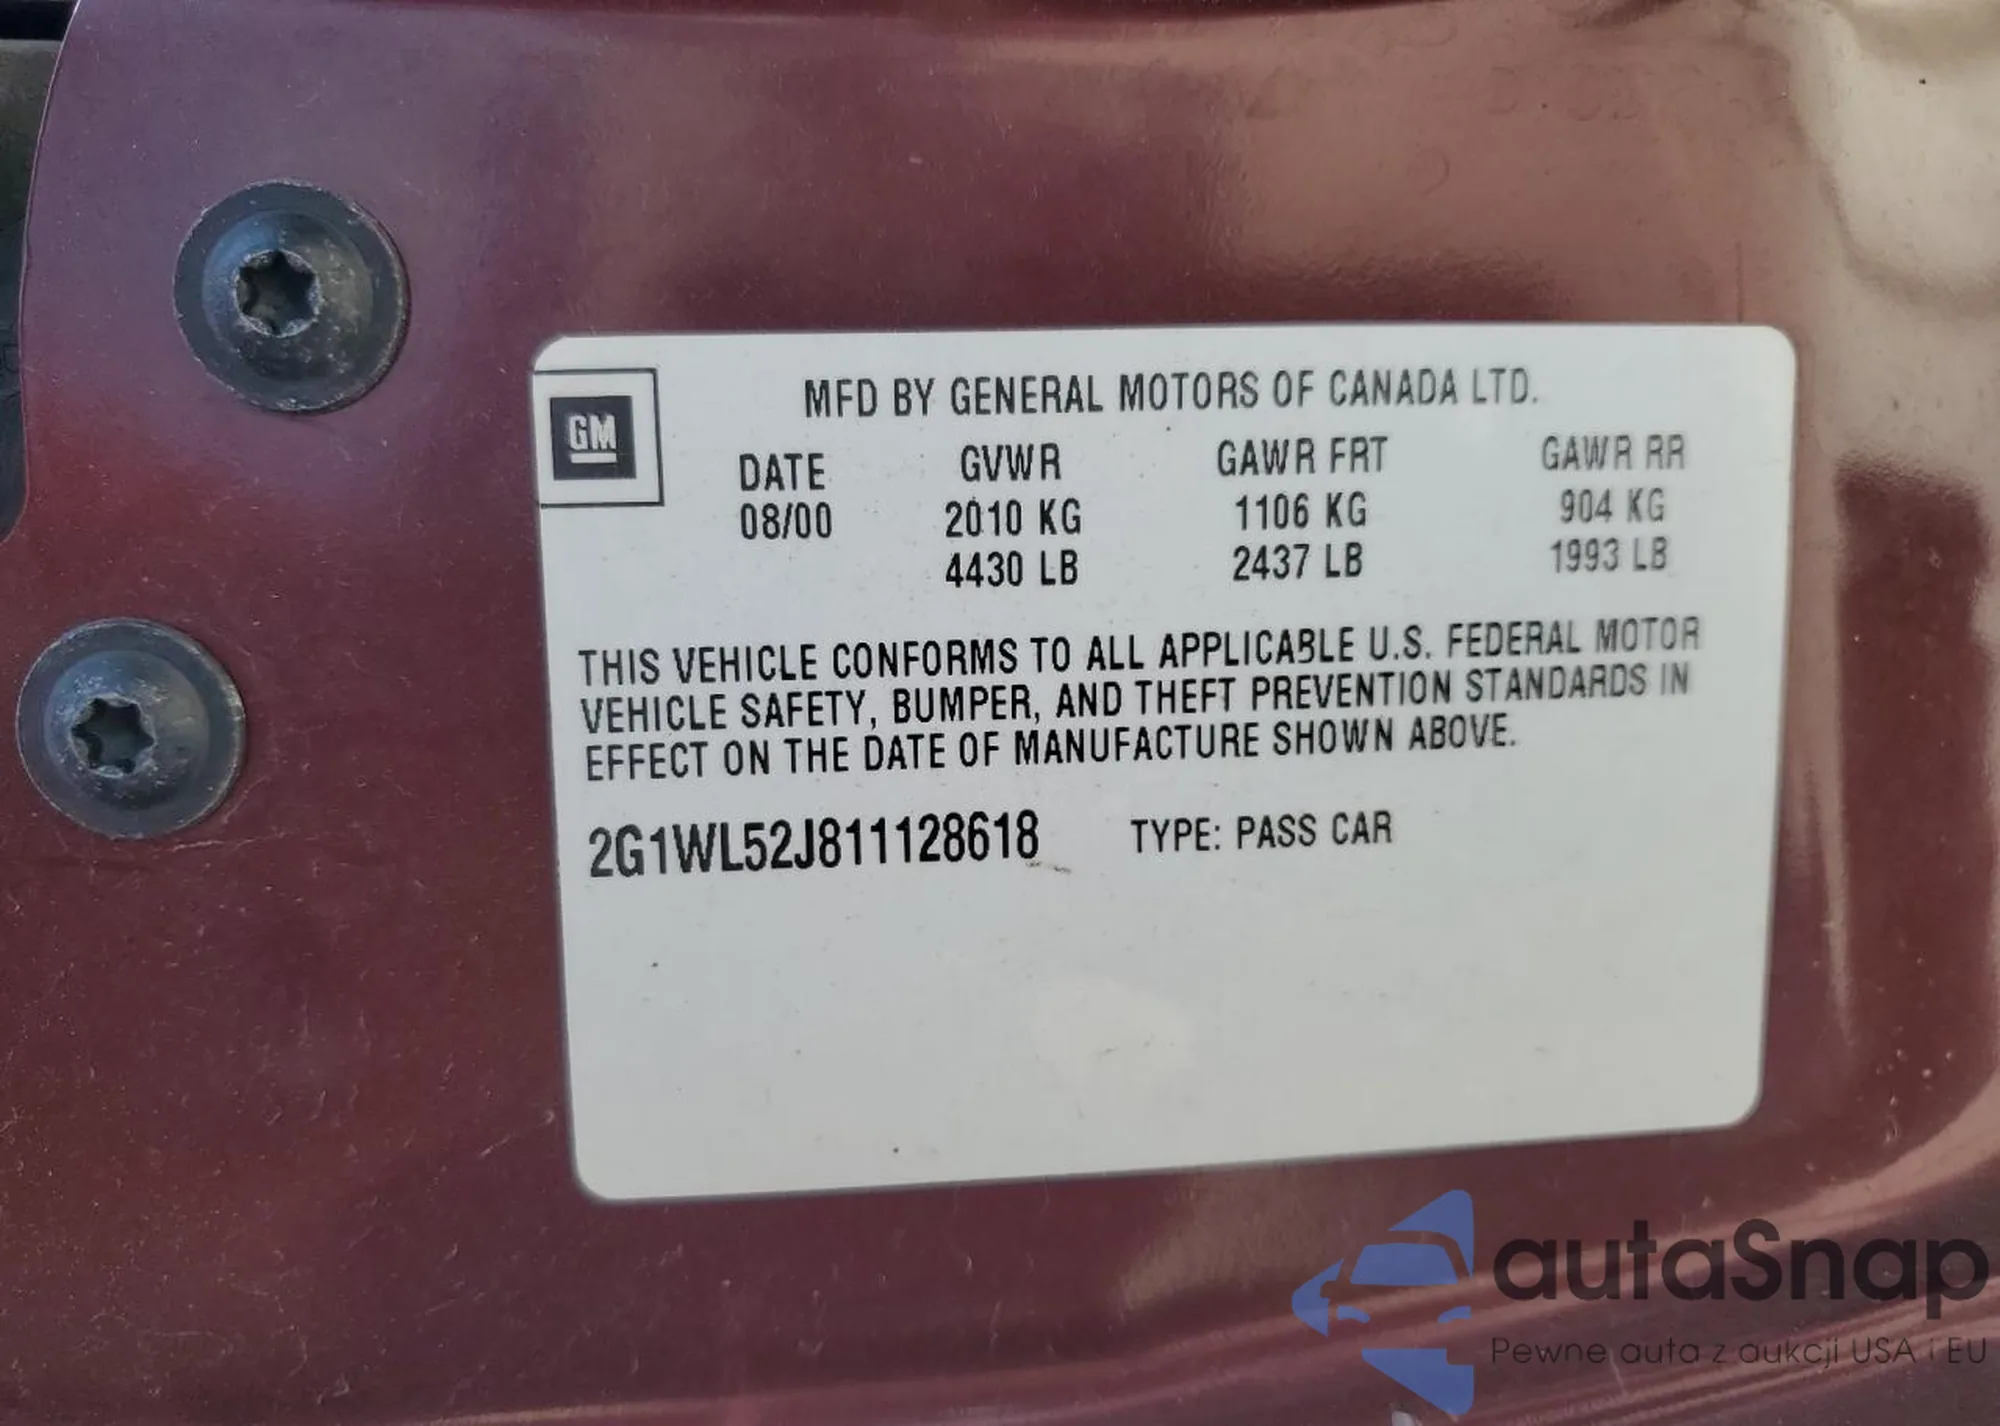 GM
MFD BY GENERAL MOTORS OF CANADA LTD.
DATE GVWR GAWR FRT GAWR RR
08/00 2010 KG 1106 KG 904 KG
4430 LB 2437 LB 1993 LB
THIS VEHICLE CONFORMS TO ALL APPLICABLE U.S. FEDERAL MOTOR
VEHICLE SAFETY, BUMPER, AND THEFT PREVENTION STANDARDS IN
EFFECT ON THE DATE OF MANUFACTURE SHOWN ABOVE.
2G1WL52J811128618 TYPE: PASS CAR
autaSnap
Pewne auta z aukcji USA i EU